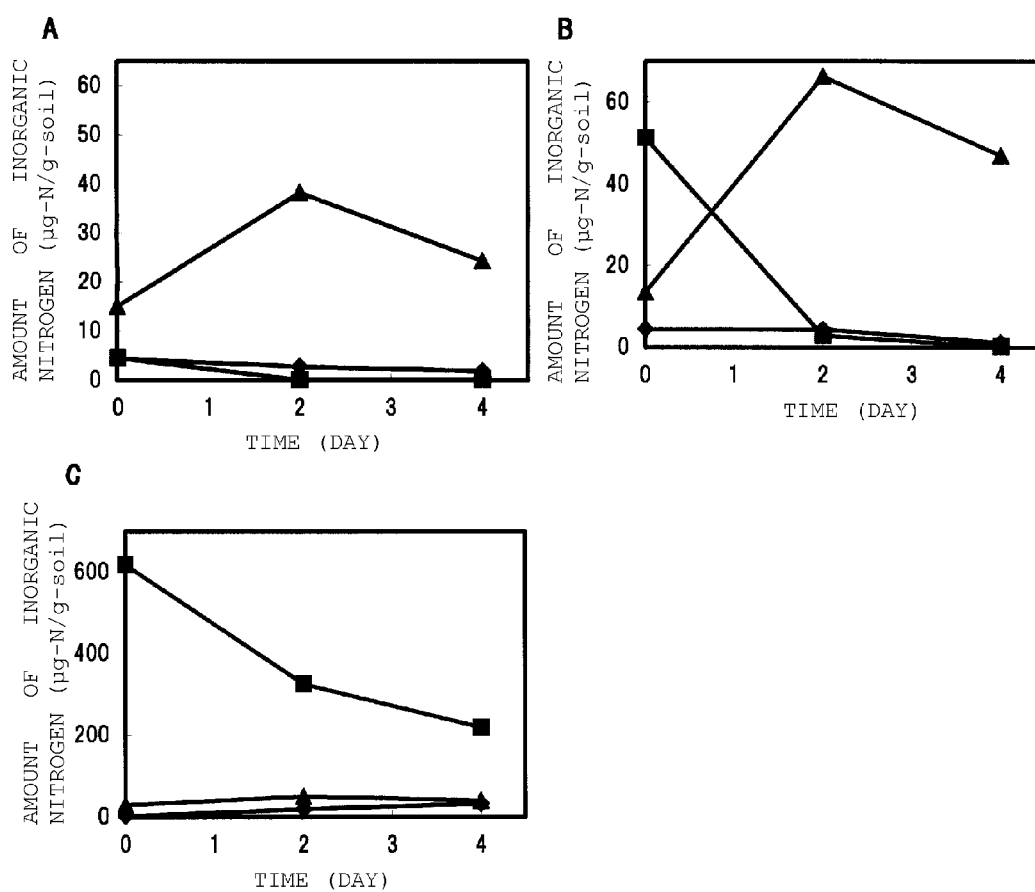 A
AMOUNT OF INORGANIC
NITROGEN (μg-N/g-soil)
60
50
40
30
20
10
0
0 1 2 3 4
TIME (DAY)
B
AMOUNT OF INORGANIC
NITROGEN (μg-N/g-soil)
60
40
20
0
0 1 2 3 4
TIME (DAY)
C
AMOUNT OF INORGANIC
NITROGEN (μg-N/g-soil)
600
400
200
0
0 1 2 3 4
TIME (DAY)